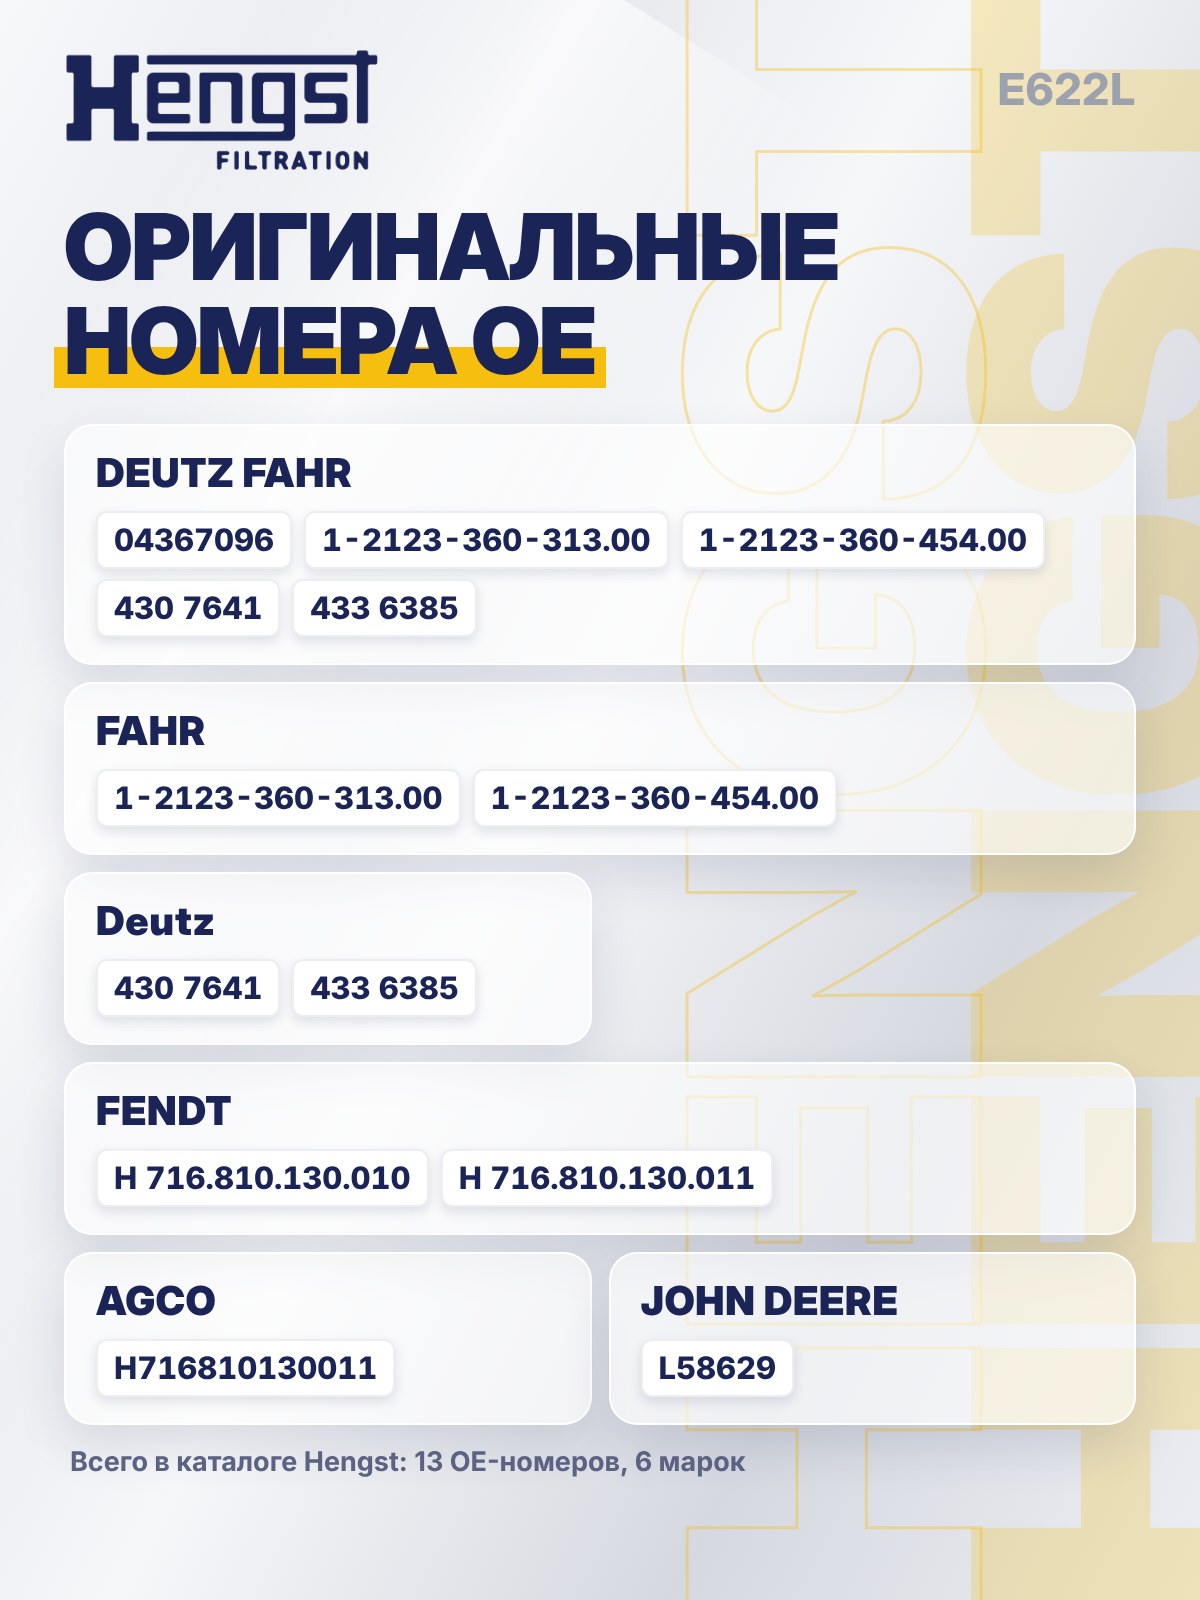 Hengst
FILTRATION
E622L
ОРИГИНАЛЬНЫЕ
НОМЕРА OE
DEUTZ FAHR
04367096 1-2123-360-313.00 1-2123-360-454.00
430 7641 433 6385
FAHR
1-2123-360-313.00 1-2123-360-454.00
Deutz
430 7641 433 6385
FENDT
H 716.810.130.010 H 716.810.130.011
AGCO
H716810130011
JOHN DEERE
L58629
Всего в каталоге Hengst: 13 OE-номеров, 6 марок
HENGST
HENGST